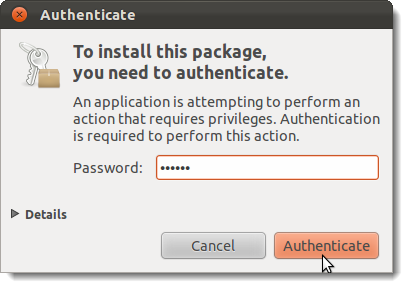 Authenticate
To install this package,
you need to authenticate.
An application is attempting to perform an
action that requires privileges. Authentication
is required to perform this action.
Password: ••••••
Details
Cancel Authenticate